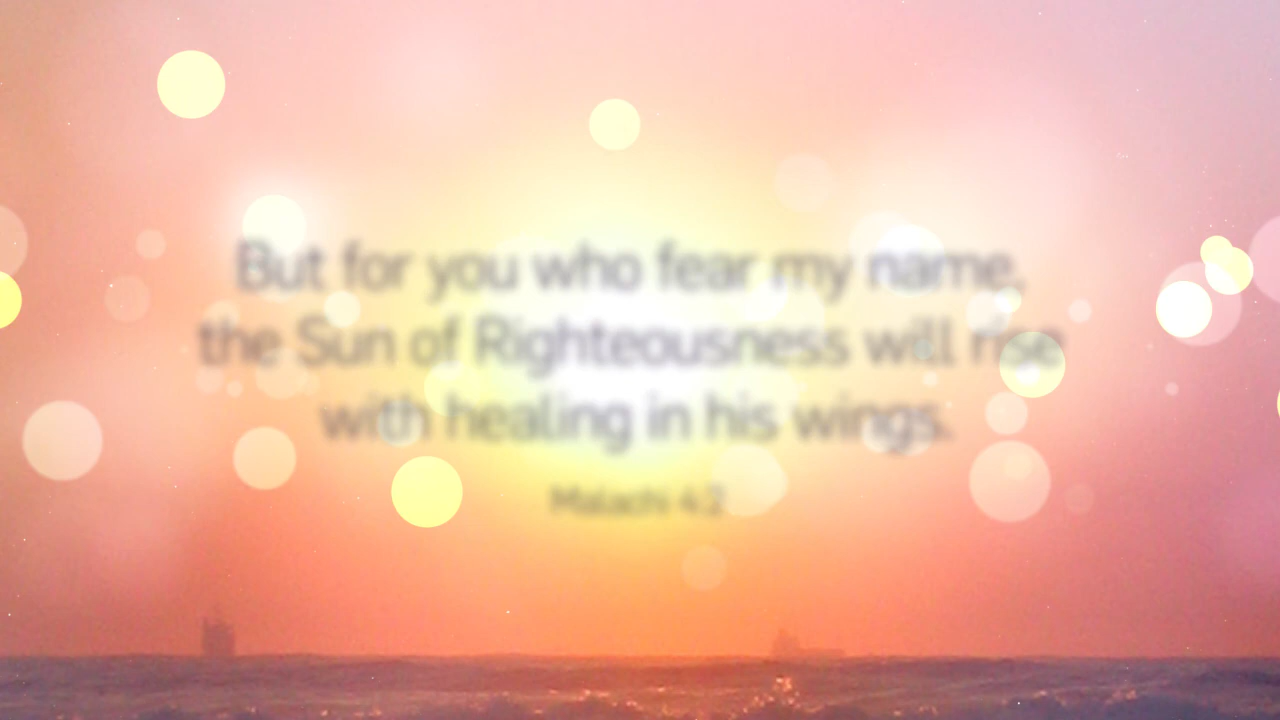 But for you who fear my name,
the Sun of Righteousness will rise
with healing in his wings.
Malachi 4:2